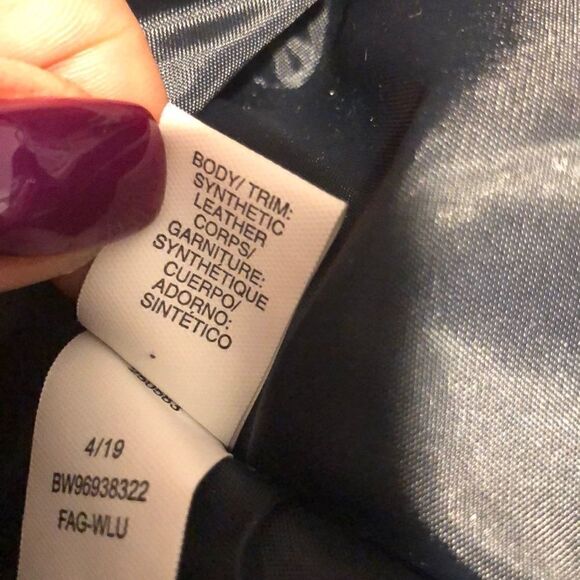 BODY/ TRIM:
SYNTHETIC
LEATHER
CORPS/
GARNITURE:
SYNTHÉTIQUE
CUERPO/
ADORNO:
SINTÉTICO
4/19
BW96938322
FAG-WLU